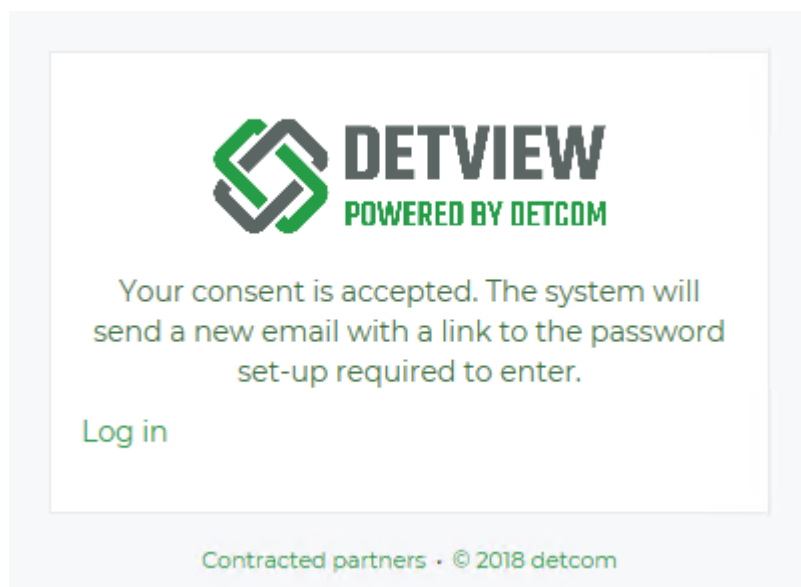 DETVIEW
POWERED BY DETCOM
Your consent is accepted. The system will
send a new email with a link to the password
set-up required to enter.
Log in
Contracted partners • © 2018 detcom